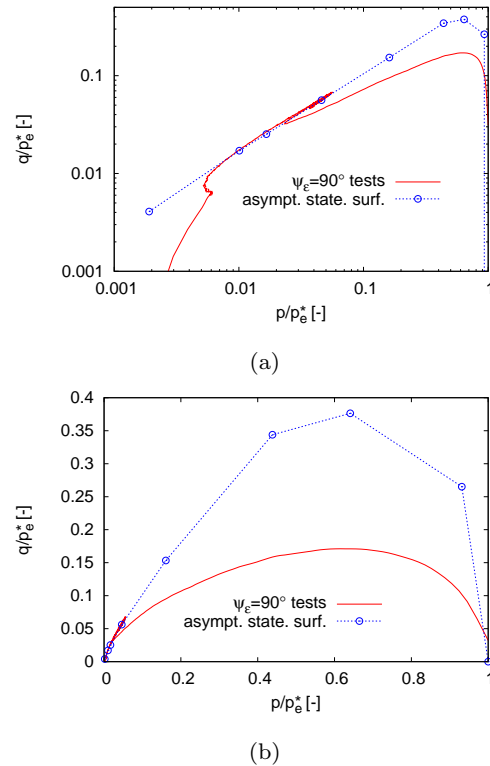 q/p*e [-]
0.1
0.01
0.001
ψε=90° tests
asympt. state. surf.
0.001
0.01
0.1
1
p/p*e [-]
(a)
q/p*e [-]
0.4
0.35
0.3
0.25
0.2
0.15
0.1
0.05
0
ψε=90° tests
asympt. state. surf.
0
0.2
0.4
0.6
0.8
1
p/p*e [-]
(b)